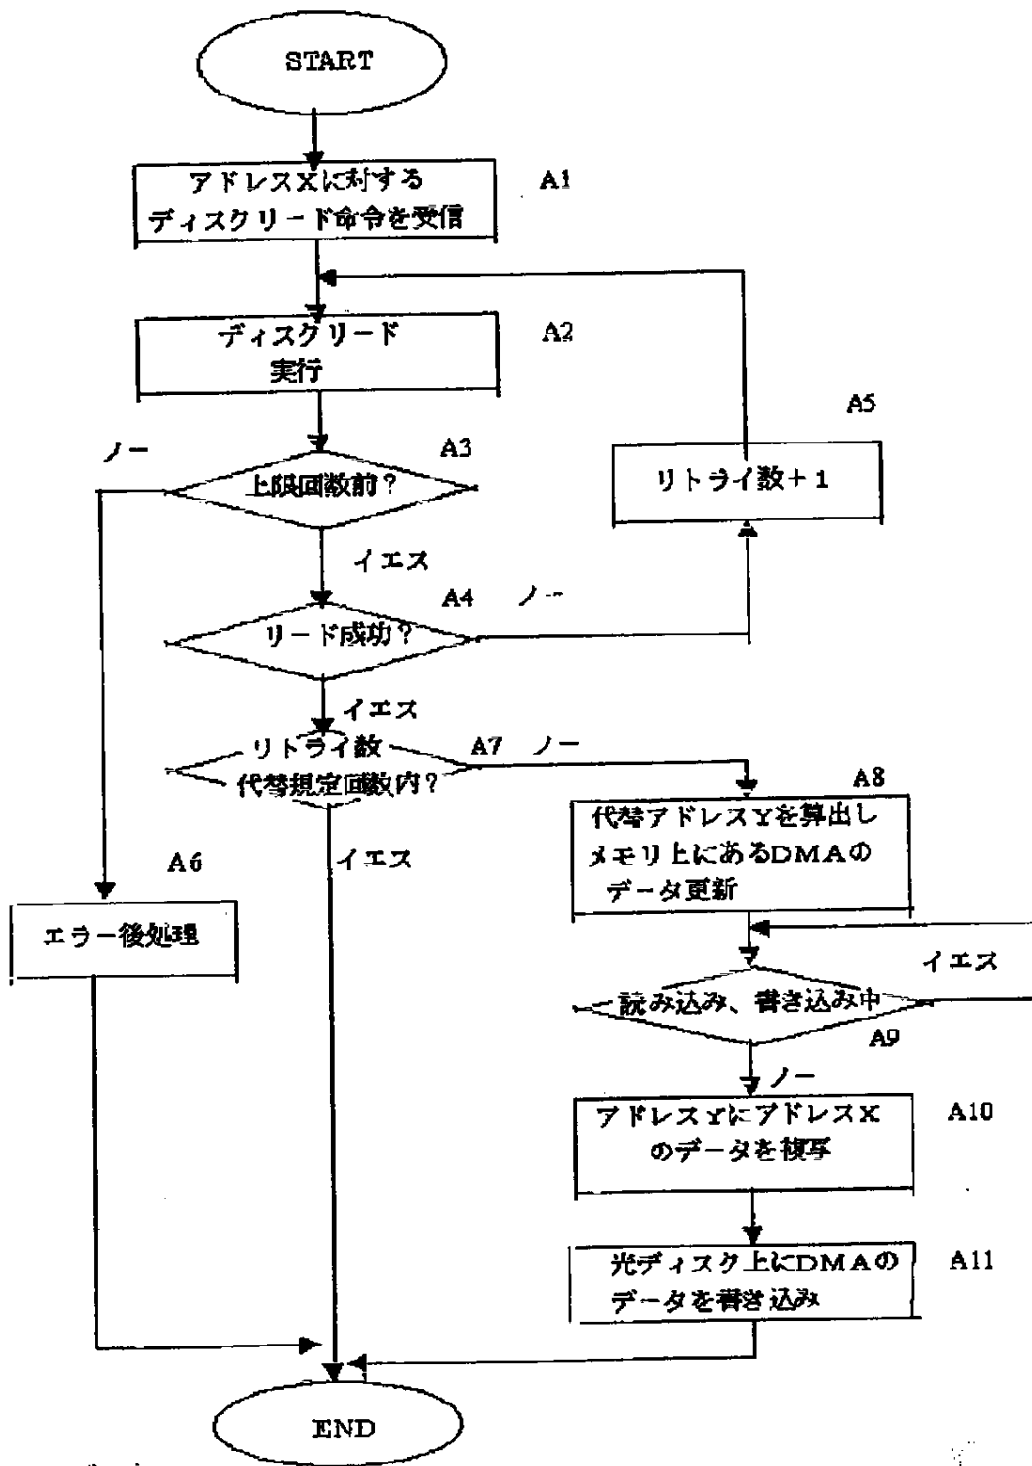 START
アドレスXに対する
ディスクリード命令を受信
A1
ディスクリード
実行
A2
A5
リトライ数＋１
ノー
A3
上限回数前？
イエス
A4
ノー
リード成功？
イエス
リトライ数
代替規定回数内？
A7
ノー
A8
代替アドレスYを算出し
メモリ上にあるDMAの
データ更新
イエス
A6
エラー後処理
イエス
読み込み、書き込み中
A9
ノー
アドレスYにアドレスX
のデータを複写
A10
光ディスク上にDMAの
データを書き込み
A11
END